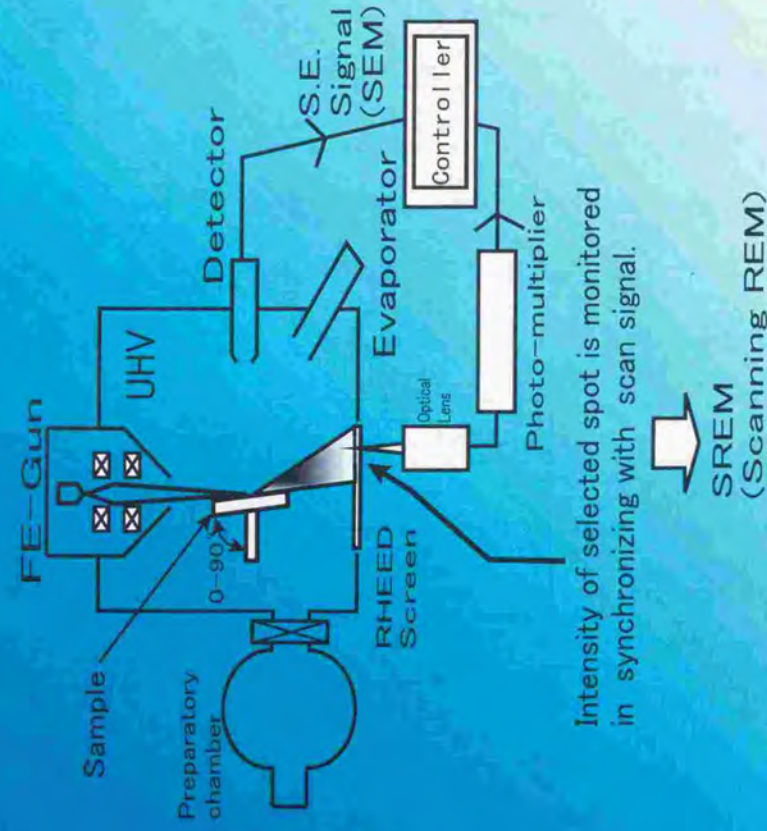 FE-Gun
UHV
Sample
0-90°
Detector
S.E.
Signal
(SEM)
Evaporator
Controller
Preparatory
chamber
RHEED
Screen
Optical
Lens
Photo-multiplier
Intensity of selected spot is monitored
in synchronizing with scan signal.
SREM
(Scanning REM)